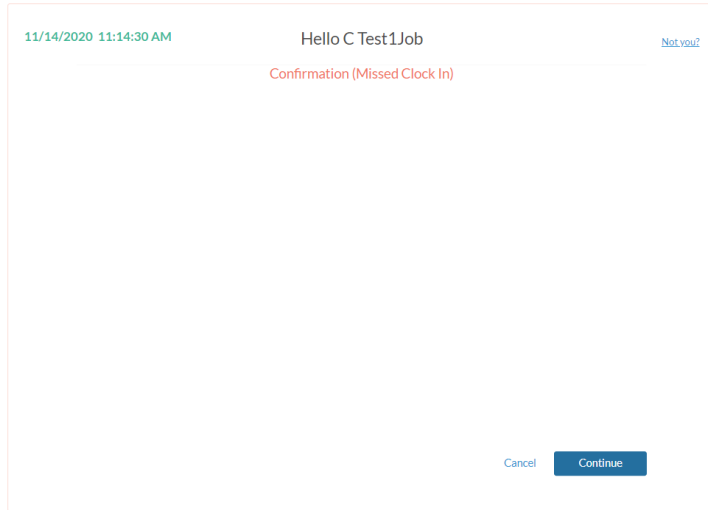 11/14/2020 11:14:30 AM
Hello C Test1Job
Not you?
Confirmation (Missed Clock In)
Cancel
Continue